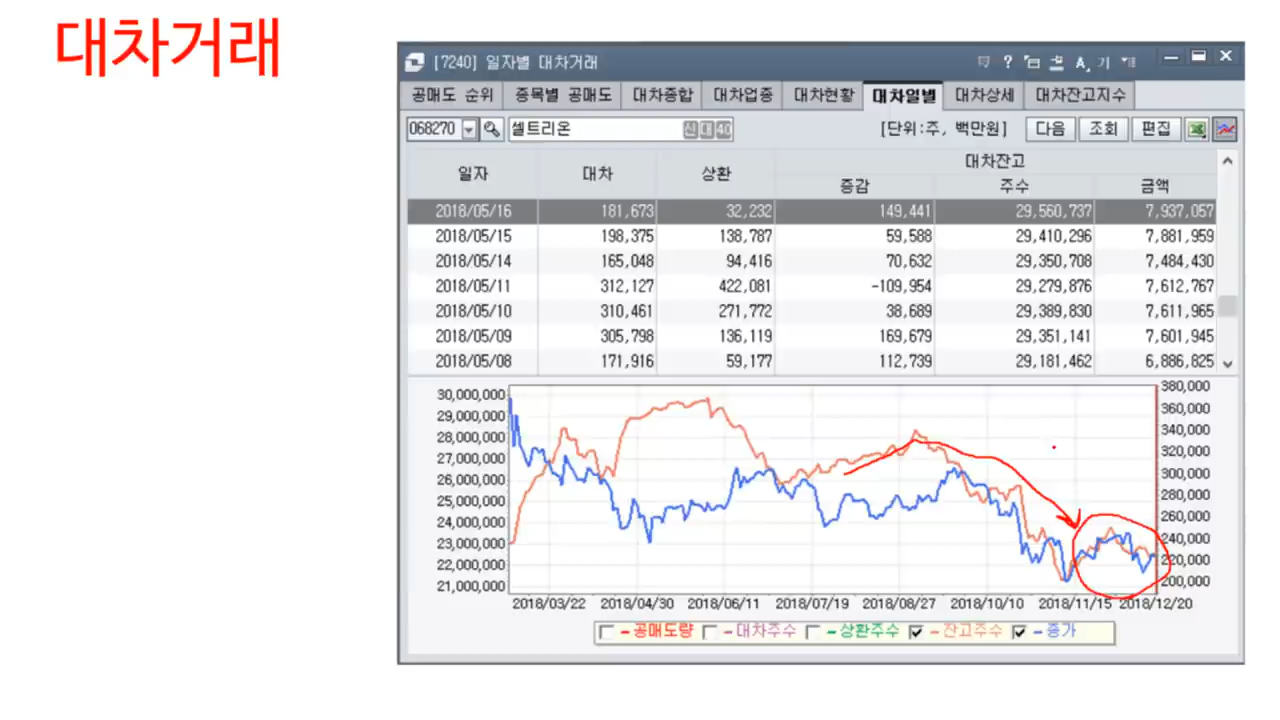 대차거래
[7240] 일자별 대차거래
공매도 순위 종목별 공매도 대차종합 대차업종 대차현황 대차일별 대차상세 대차잔고지수
068270 셀트리온 신 대 40 [단위:주, 백만원] 다음 조회 편집
일자 대차 상환 대차잔고
증감 주수 금액
2018/05/16 181,673 32,232 149,441 29,560,737 7,937,057
2018/05/15 198,375 138,787 59,588 29,410,296 7,881,959
2018/05/14 165,048 94,416 70,632 29,350,708 7,484,430
2018/05/11 312,127 422,081 -109,954 29,279,876 7,612,767
2018/05/10 310,461 271,772 38,689 29,389,830 7,611,965
2018/05/09 305,798 136,119 169,679 29,351,141 7,601,945
2018/05/08 171,916 59,177 112,739 29,181,462 6,886,825
30,000,000 380,000
29,000,000 360,000
28,000,000 340,000
27,000,000 320,000
26,000,000 300,000
25,000,000 280,000
24,000,000 260,000
23,000,000 240,000
22,000,000 220,000
21,000,000 200,000
2018/03/22 2018/04/30 2018/06/11 2018/07/19 2018/08/27 2018/10/10 2018/11/15 2018/12/20
공매도량 대차주수 상환주수 잔고주수 종가